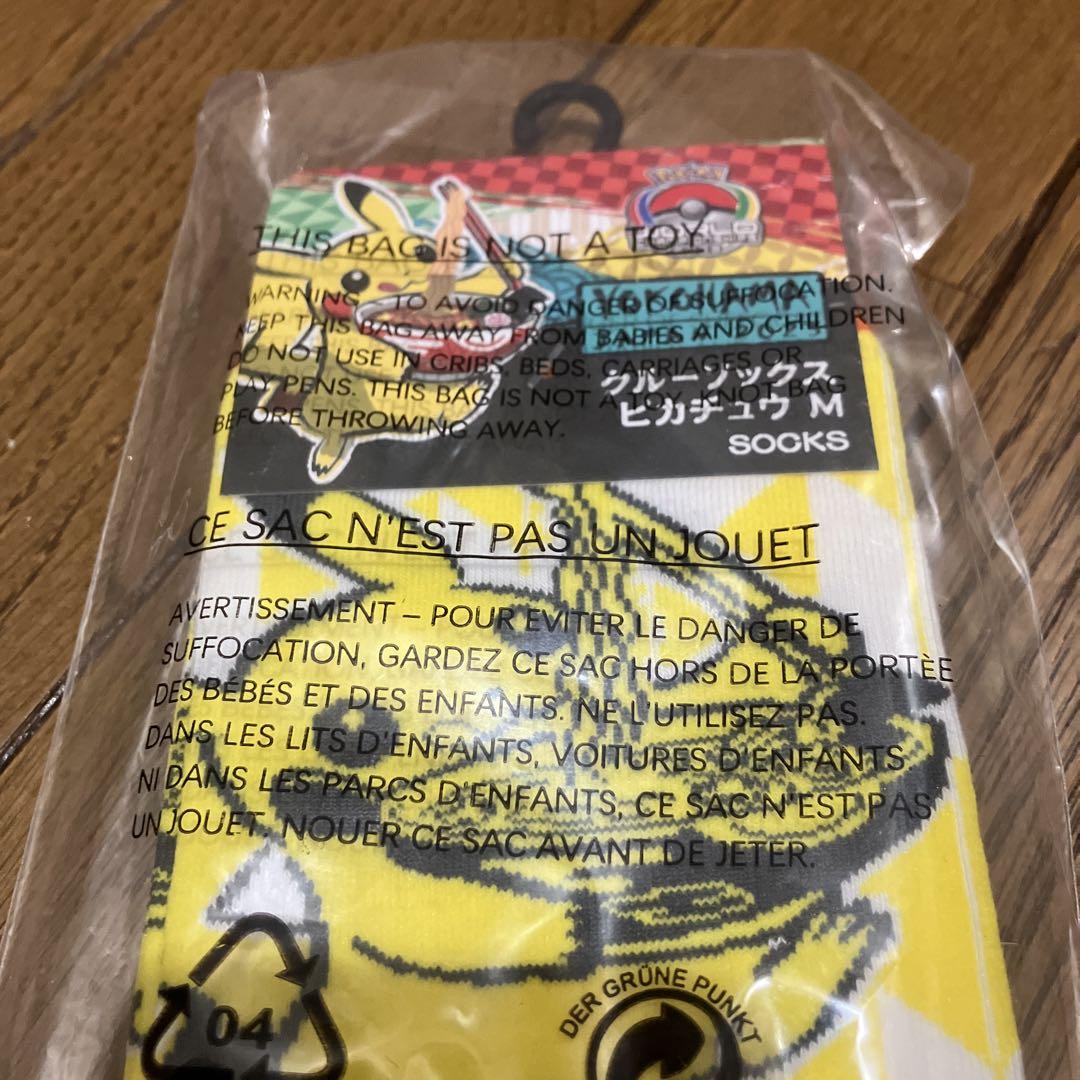 THIS BAG IS NOT A TOY
WARNING – TO AVOID DANGER OF SUFFOCATION.
KEEP THIS BAG AWAY FROM BABIES AND CHILDREN
DO NOT USE IN CRIBS, BEDS, CARRIAGES OR
PLAY PENS. THIS BAG IS NOT A TOY. KNOT BAG
BEFORE THROWING AWAY.
YOKOHAMA
クルーソックス
ピカチュウ M
SOCKS
CE SAC N'EST PAS UN JOUET
AVERTISSEMENT – POUR EVITER LE DANGER DE
SUFFOCATION, GARDEZ CE SAC HORS DE LA PORTÈE
DES BÉBÉS ET DES ENFANTS. NE L'UTILISEZ PAS.
DANS LES LITS D'ENFANTS, VOITURES D'ENFANTS
NI DANS LES PARCS D'ENFANTS, CE SAC N'EST PAS
UN JOUET, NOUER CE SAC AVANT DE JETER.
04
DER GRÜNE PUNKT